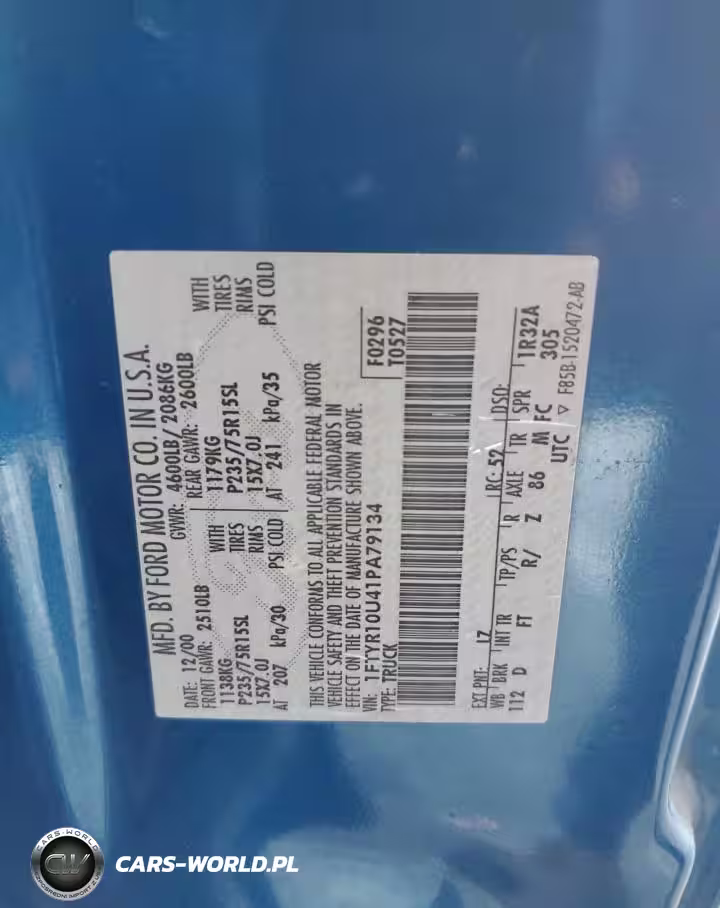 MFD. BY FORD MOTOR CO. IN U.S.A.
DATE: 12/00 GVWR: 4600LB/ 2086KG
FRONT GAWR: 2510LB REAR GAWR: 2600LB
1138KG WITH 1179KG WITH
P235/75R15SL TIRES P235/75R15SL TIRES
15X7.0J RIMS 15X7.0J RIMS
AT 207 kPa/30 PSI COLD AT 241 kPa/35 PSI COLD
THIS VEHICLE CONFORMS TO ALL APPLICABLE FEDERAL MOTOR
VEHICLE SAFETY AND THEFT PREVENTION STANDARDS IN
EFFECT ON THE DATE OF MANUFACTURE SHOWN ABOVE.
VIN: 1FTYR10U41PA79134 F0296
TYPE: TRUCK T0527
EXT PNT: L7 RC: 52 DSO:
WB BRK INT TR TP/PS R AXLE TR SPR 1R32A
112 D FT R/ Z 86 M FC 305
UTC ▽ F85B-1520472-AB
CARS-WORLD
CW
CARS-WORLD.PL